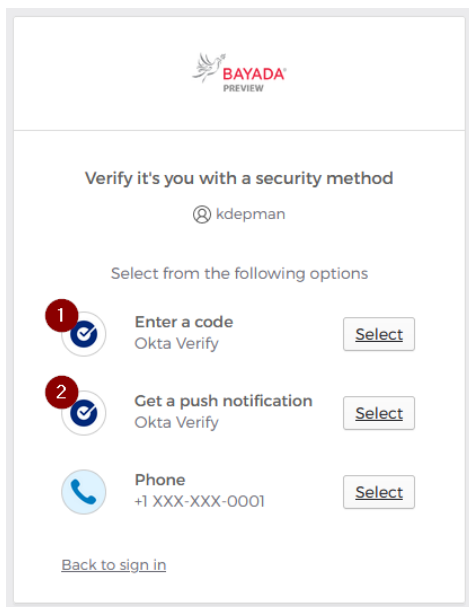 BAYADA®
PREVIEW
Verify it's you with a security method
kdepman
Select from the following options
1
Enter a code
Okta Verify
Select
2
Get a push notification
Okta Verify
Select
Phone
+1 XXX-XXX-0001
Select
Back to sign in